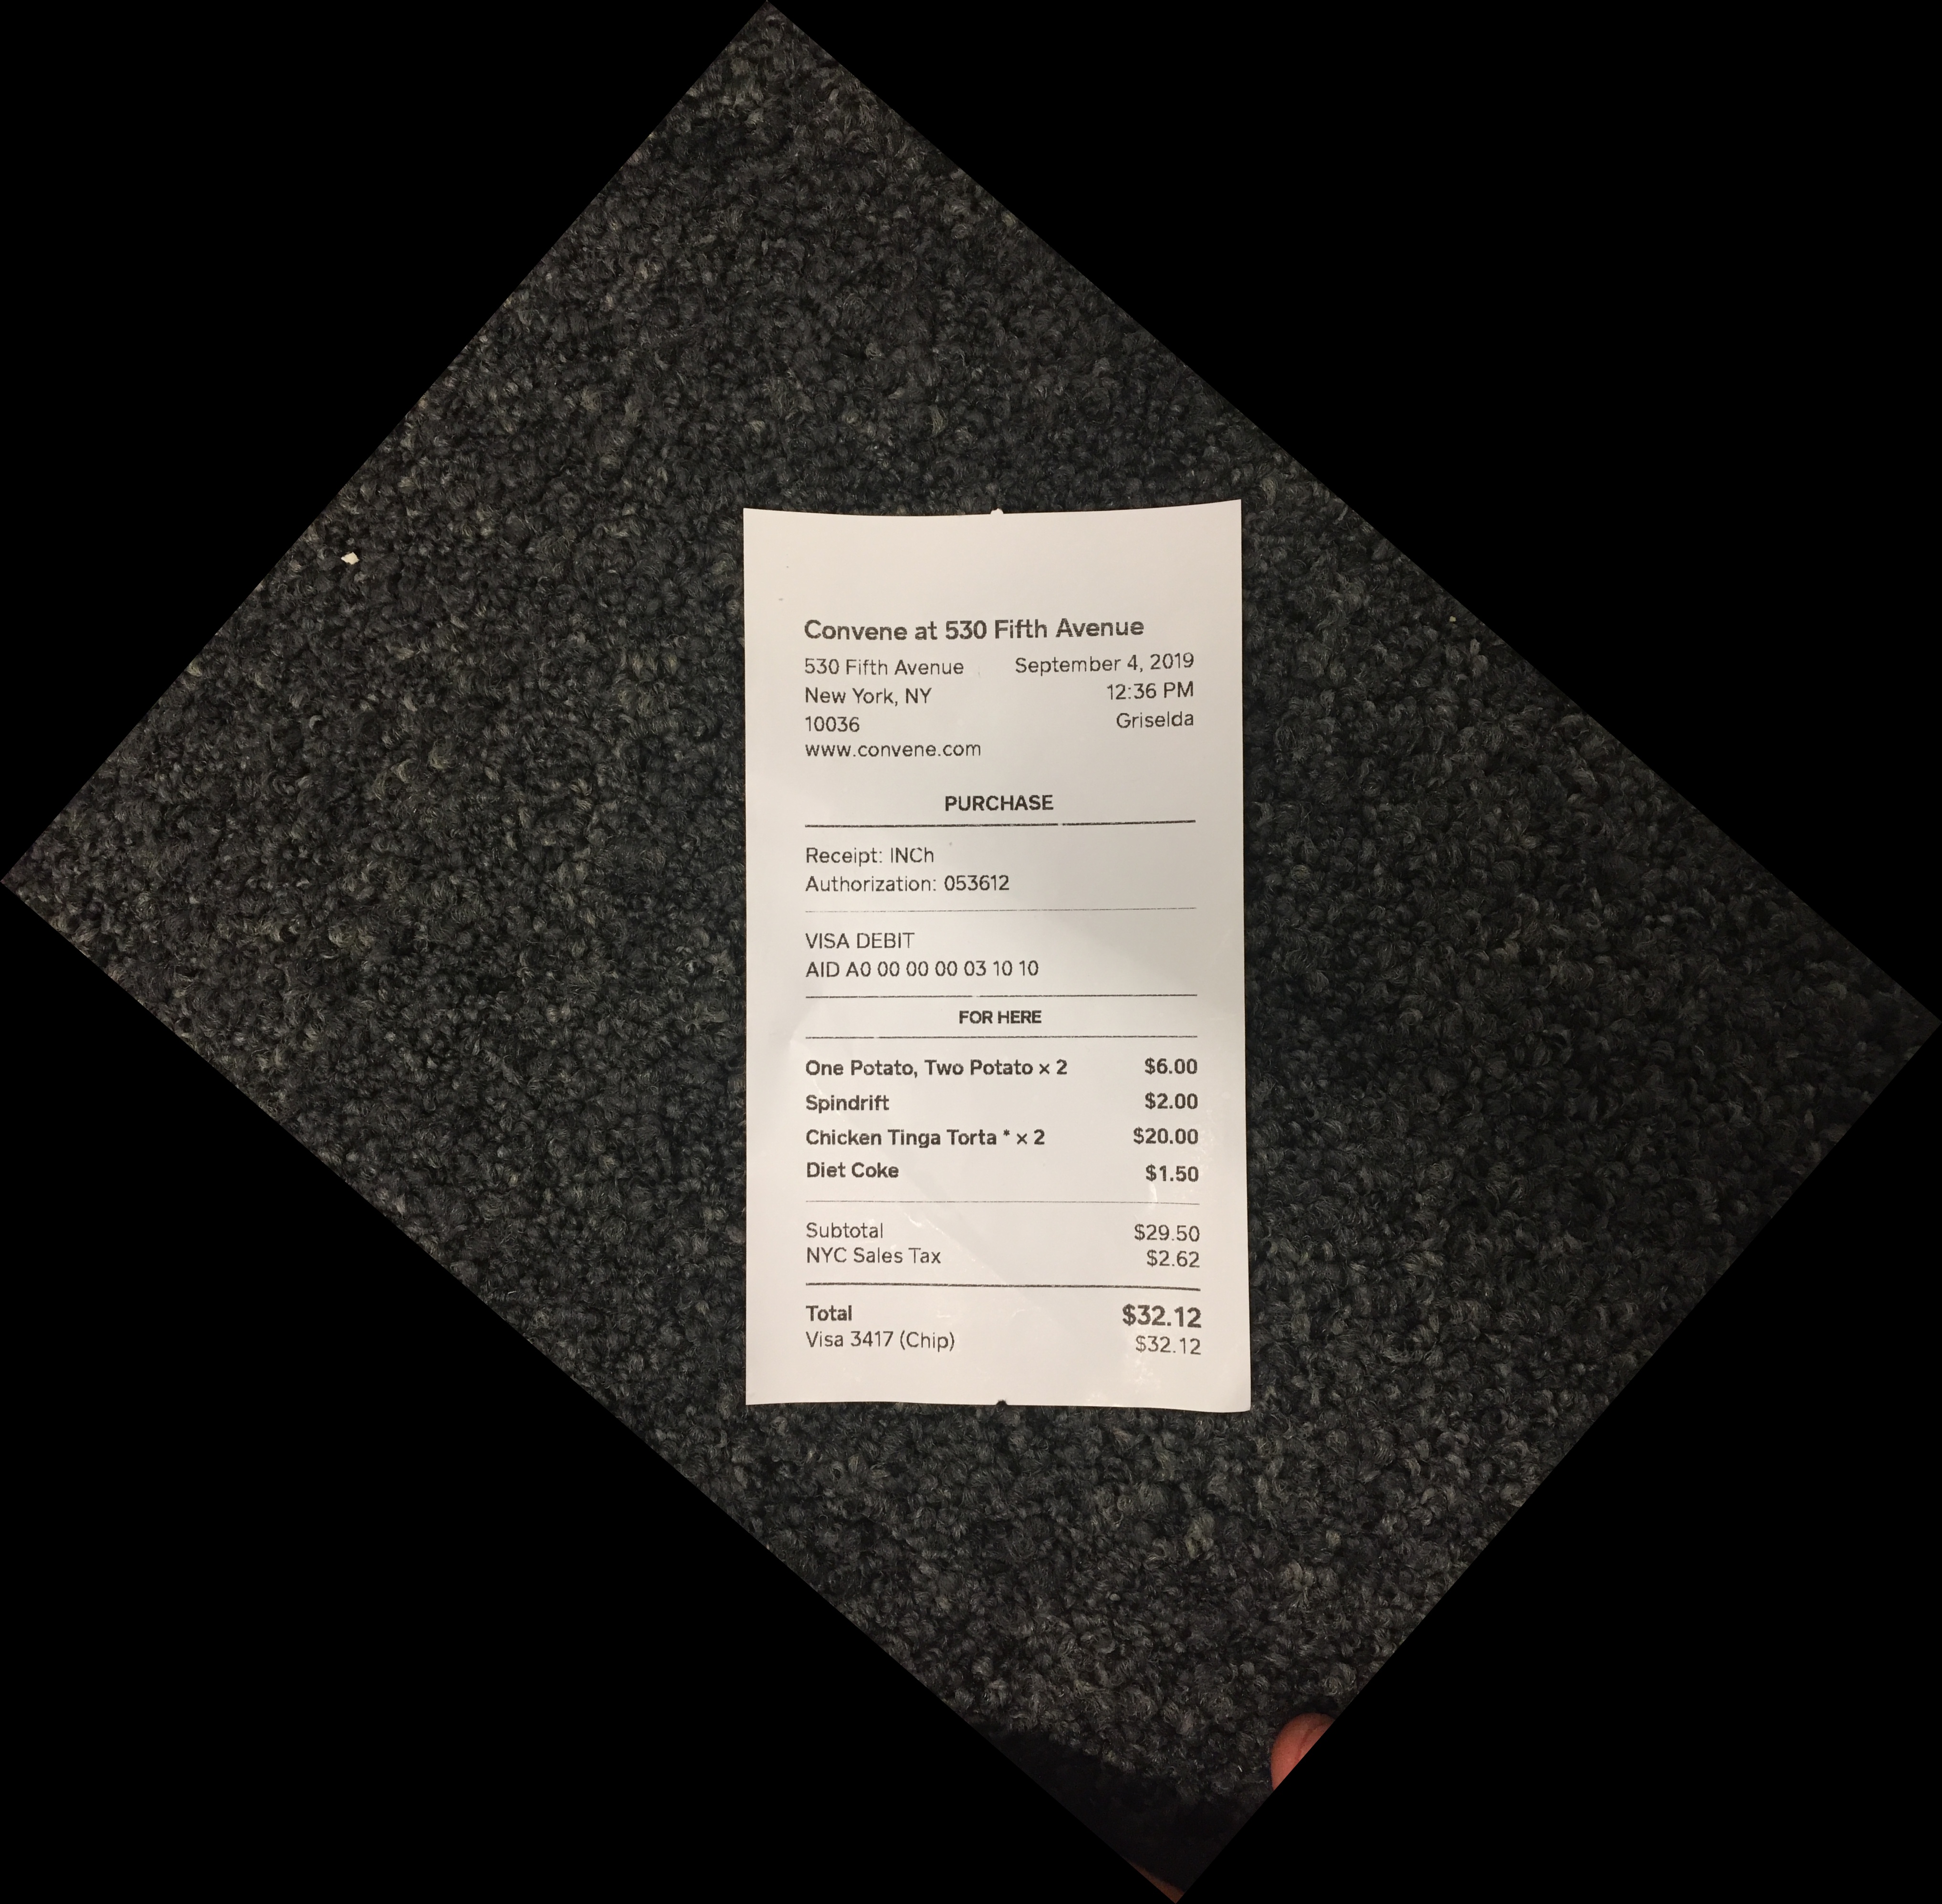 Convene at 530 Fifth Avenue
530 Fifth Avenue September 4, 2019
New York, NY 12:36 PM
10036 Griselda
www.convene.com
PURCHASE
Receipt: INCh
Authorization: 053612
VISA DEBIT
AID A0 00 00 00 03 10 10
FOR HERE
One Potato, Two Potato × 2 $6.00
Spindrift $2.00
Chicken Tinga Torta * × 2 $20.00
Diet Coke $1.50
Subtotal $29.50
NYC Sales Tax $2.62
Total $32.12
Visa 3417 (Chip) $32.12